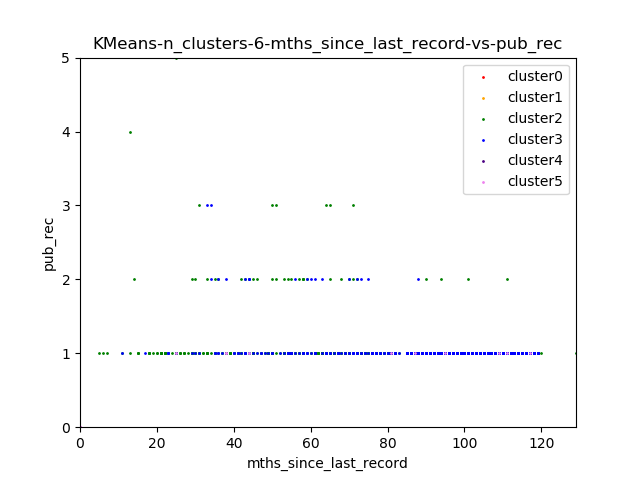 KMeans-n_clusters-6-mths_since_last_record-vs-pub_rec
5
4
3
2
1
0
pub_rec
cluster0
cluster1
cluster2
cluster3
cluster4
cluster5
0 20 40 60 80 100 120
mths_since_last_record